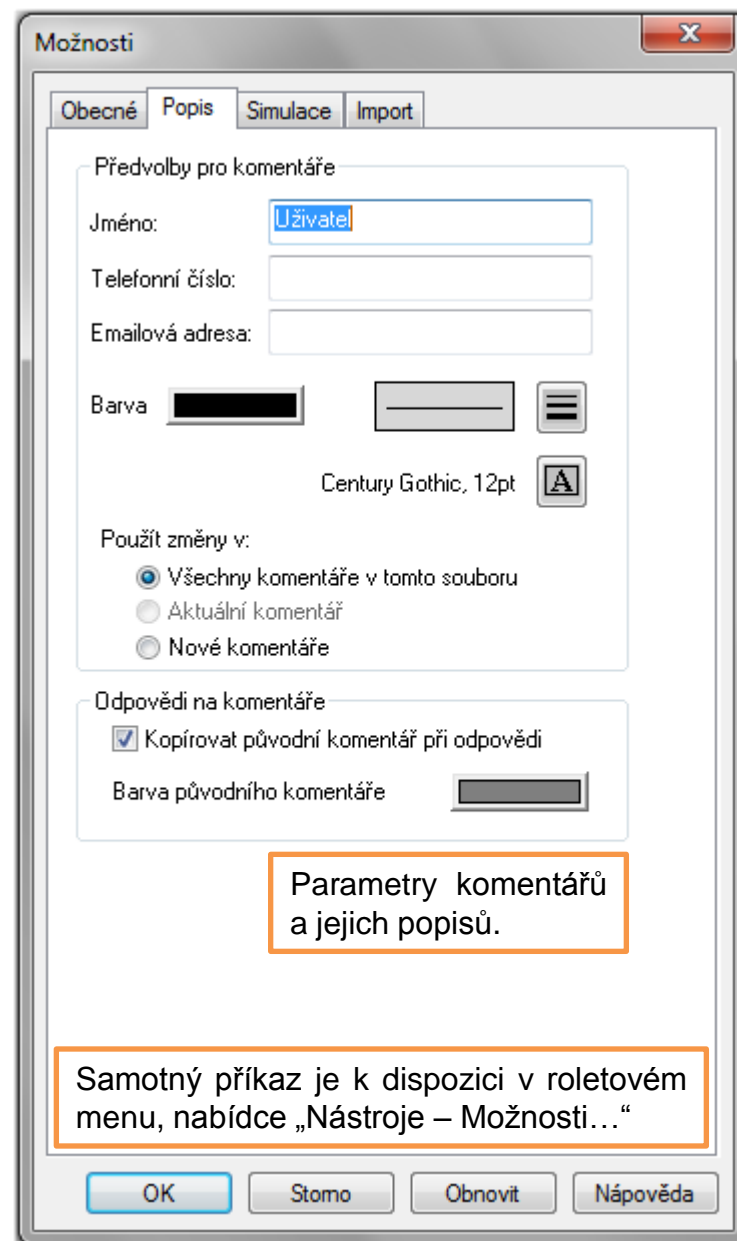 Možnosti
Obecné Popis Simulace Import
Předvolby pro komentáře
Jméno: Uživatel
Telefonní číslo:
Emailová adresa:
Barva
Century Gothic, 12pt A
Použít změny v:
Všechny komentáře v tomto souboru
Aktuální komentář
Nové komentáře
Odpovědi na komentáře
Kopírovat původní komentář při odpovědi
Barva původního komentáře
Parametry komentářů
a jejich popisů.
Samotný příkaz je k dispozici v roletovém
menu, nabídce „Nástroje – Možnosti…“
OK Storno Obnovit Nápověda